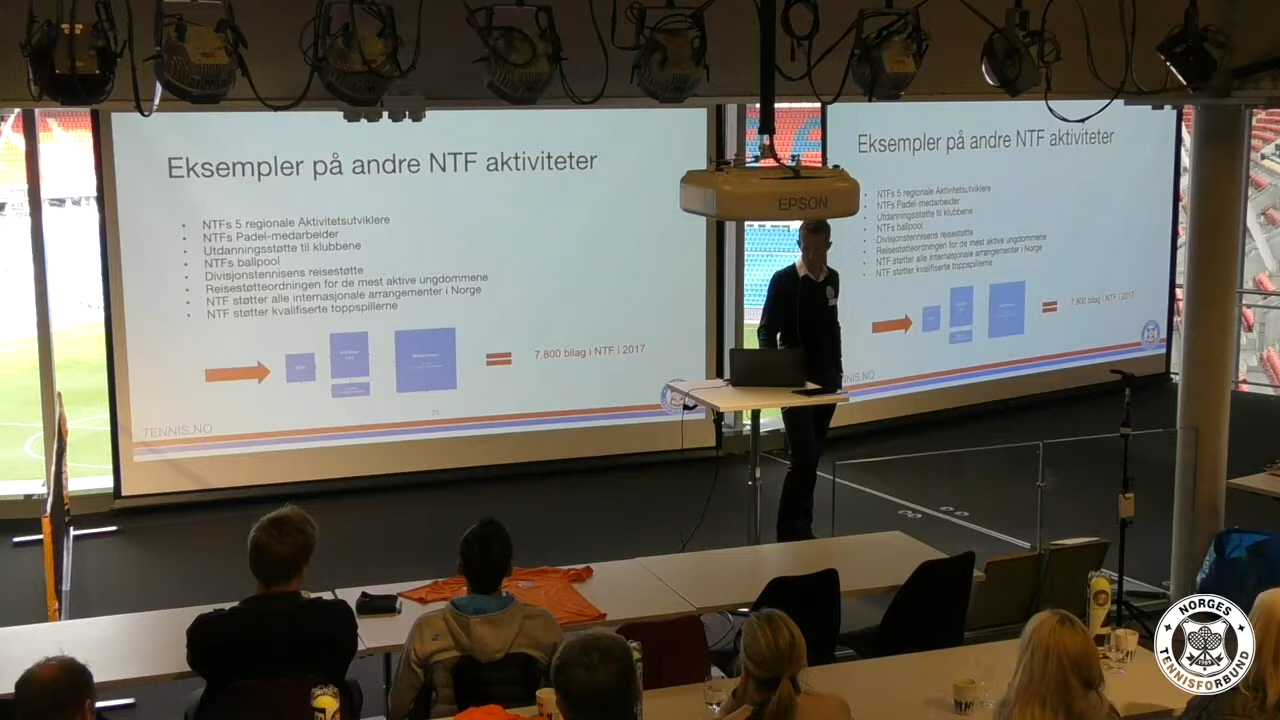 Eksempler på andre NTF aktiviteter
• NTFs 5 regionale Aktivitetsutviklere
• NTFs Padel-medarbeider
• Utdanningsstøtte til klubbene
• NTFs ballpool
• Divisjonstennisens reisestøtte
• Reisestøtteordningen for de mest aktive ungdommene
• NTF støtter alle internasjonale arrangementer i Norge
• NTF støtter kvalifiserte toppspillerne
7.800 bilag i NTF i 2017
TENNIS.NO
EPSON
Eksempler på andre NTF aktiviteter
• NTFs 5 regionale Aktivitetsutviklere
• NTFs Padel-medarbeider
• Utdanningsstøtte til klubbene
• NTFs ballpool
• Divisjonstennisens reisestøtte
• Reisestøtteordningen for de mest aktive ungdommene
• NTF støtter alle internasjonale arrangementer i Norge
• NTF støtter kvalifiserte toppspillerne
7.800 bilag i NTF i 2017
NNIS.NO
NORGES
TENNISFORBUND